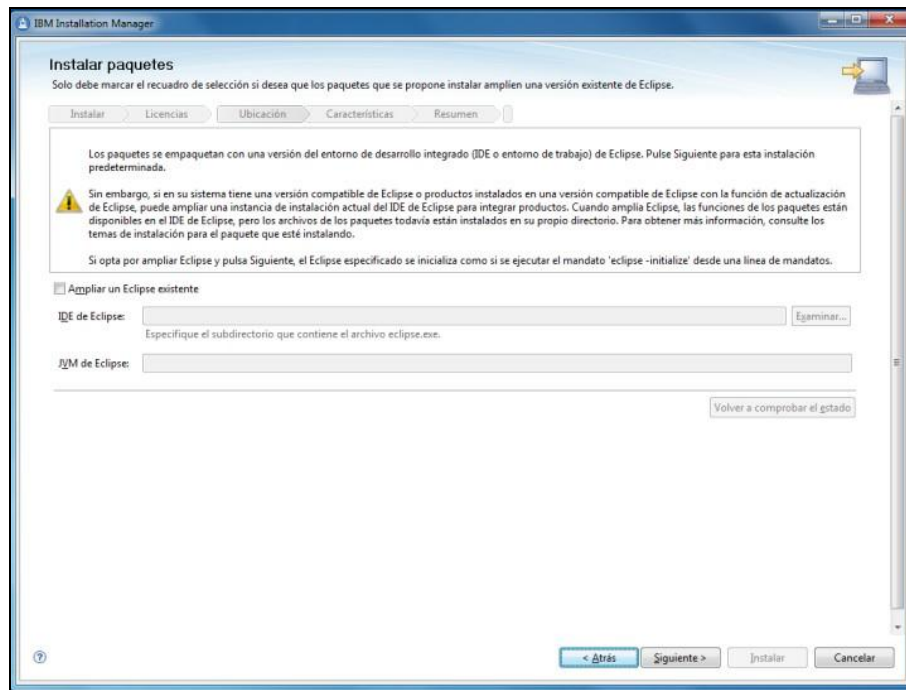 IBM Installation Manager
Instalar paquetes
Solo debe marcar el recuadro de selección si desea que los paquetes que se propone instalar amplíen una versión existente de Eclipse.
Instalar Licencias Ubicación Características Resumen
Los paquetes se empaquetan con una versión del entorno de desarrollo integrado (IDE o entorno de trabajo) de Eclipse. Pulse Siguiente para esta instalación
predeterminada.
Sin embargo, si en su sistema tiene una versión compatible de Eclipse o productos instalados en una versión compatible de Eclipse con la función de actualización
de Eclipse, puede ampliar una instancia de instalación actual del IDE de Eclipse para integrar productos. Cuando amplía Eclipse, las funciones de los paquetes están
disponibles en el IDE de Eclipse, pero los archivos de los paquetes todavía están instalados en su propio directorio. Para obtener más información, consulte los
temas de instalación para el paquete que esté instalando.
Si opta por ampliar Eclipse y pulsa Siguiente, el Eclipse especificado se inicializa como si se ejecutar el mandato 'eclipse -initialize' desde una línea de mandatos.
Ampliar un Eclipse existente
IDE de Eclipse:
Examinar...
Especifique el subdirectorio que contiene el archivo eclipse.exe.
JVM de Eclipse:
Volver a comprobar el estado
< Atrás Siguiente > Instalar Cancelar